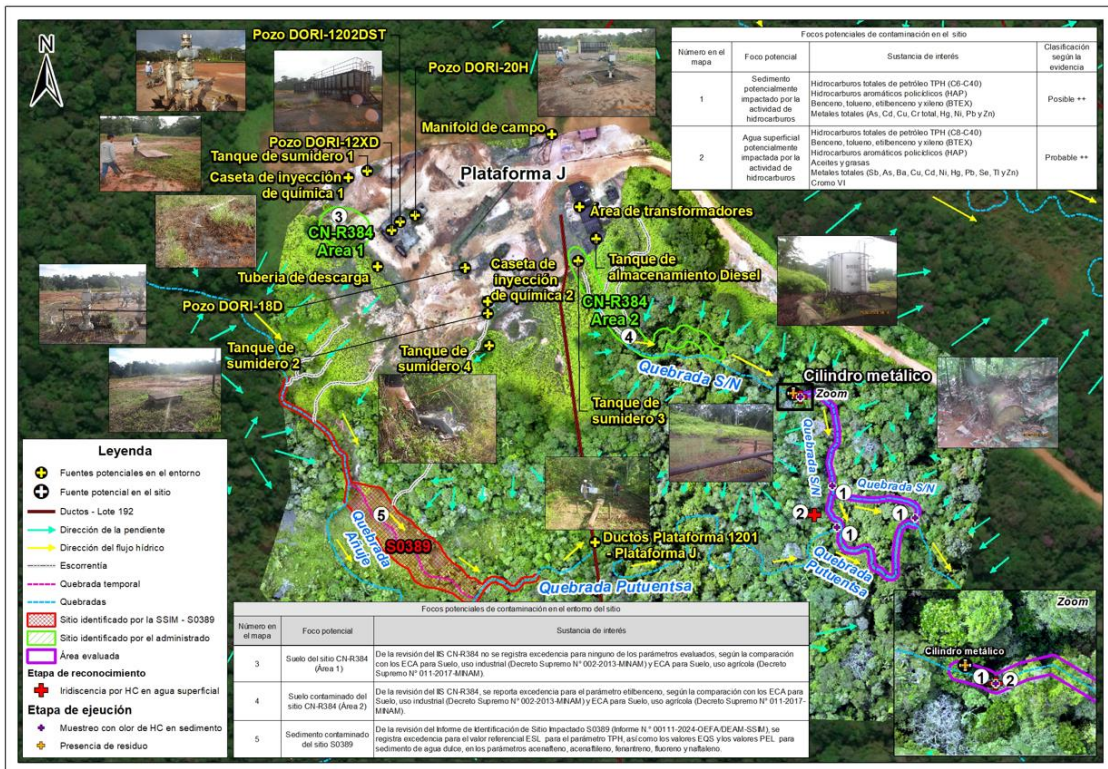 N
Pozo DORI-1202DST
Pozo DORI-20H
Manifold de campo
Pozo DORI-12XD
Tanque de sumidero 1
Caseta de inyección
de química 1
Plataforma J
3
CN-R384
Area 1
Área de transformadores
Tubería de descarga
Caseta de
inyección
de química 2
Tanque de
almacenamiento Diesel
CN-R384
Area 2
Pozo DORI-18D
4
Tanque de
sumidero 2
Tanque de
sumidero 4
Quebrada S/N
Cilindro metálico
Zoom
Tanque de
sumidero 3
Quebrada S/N
Quebrada S/N
1
1
2
1
5
Quebrada
Añuje
S0389
Ductos Plataforma 1201
- Plataforma J.
Quebrada Putuentsa
Quebrada
Putuentsa
Focos potenciales de contaminación en el sitio
Número en el
mapa
Foco potencial
Sustancia de interés
Clasificación
según la
evidencia
1
Sedimento
potencialmente
impactado por la
actividad de
hidrocarburos
Hidrocarburos totales de petróleo TPH (C6-C40)
Hidrocarburos aromáticos policíclicos (HAP)
Benceno, tolueno, etilbenceno y xileno (BTEX)
Metales totales (As, Cd, Cu, Cr total, Hg, Ni, Pb y Zn)
Posible ++
2
Agua superficial
potencialmente
impactada por la
actividad de
hidrocarburos
Hidrocarburos totales de petróleo TPH (C8-C40)
Benceno, tolueno, etilbenceno y xileno (BTEX)
Hidrocarburos aromáticos policíclicos (HAP)
Aceites y grasas
Metales totales (Sb, As, Ba, Cu, Cd, Ni, Hg, Pb, Se, Tl y Zn)
Cromo VI
Probable ++
Leyenda
Fuentes potenciales en el entorno
Fuente potencial en el sitio
Ductos - Lote 192
Dirección de la pendiente
Dirección del flujo hídrico
Escorrentía
Quebrada temporal
Quebradas
Sitio identificado por la SSIM - S0389
Sitio identificado por el administrado
Área evaluada
Etapa de reconocimiento
Iridiscencia por HC en agua superficial
Etapa de ejecución
Muestreo con olor de HC en sedimento
Presencia de residuo
Focos potenciales de contaminación en el entorno del sitio
Número en
el mapa
Foco potencial
Sustancia de interés
3
Suelo del sitio CN-R384
(Área 1)
De la revisión del IIS CN-R384 no se registra excedencia para ninguno de los parámetros evaluados, según la comparación
con los ECA para Suelo, uso industrial (Decreto Supremo N° 002-2013-MINAM) y ECA para Suelo, uso agrícola (Decreto
Supremo N° 011-2017-MINAM).
4
Suelo contaminado del
sitio CN-R384 (Área 2)
De la revisión del IIS CN-R384, se reporta excedencia para el parámetro etilbenceno, según la comparación con los ECA para
Suelo, uso industrial (Decreto Supremo N° 002-2013-MINAM) y ECA para Suelo, uso agrícola (Decreto Supremo N° 011-2017-
MINAM).
5
Sedimento contaminado
del sitio S0389
De la revisión del Informe de Identificación de Sitio Impactado S0389 (Informe N.° 00111-2024-OEFA/DEAM-SSIM), se
registra excedencia para el valor referencial ESL para el parámetro TPH, así como los valores EQS y los valores PEL para
sedimento de agua dulce, en los parámetros acenafteno, acenaftileno, fenantreno, fluoreno y naftaleno.
Zoom
Cilindro metálico
1
2